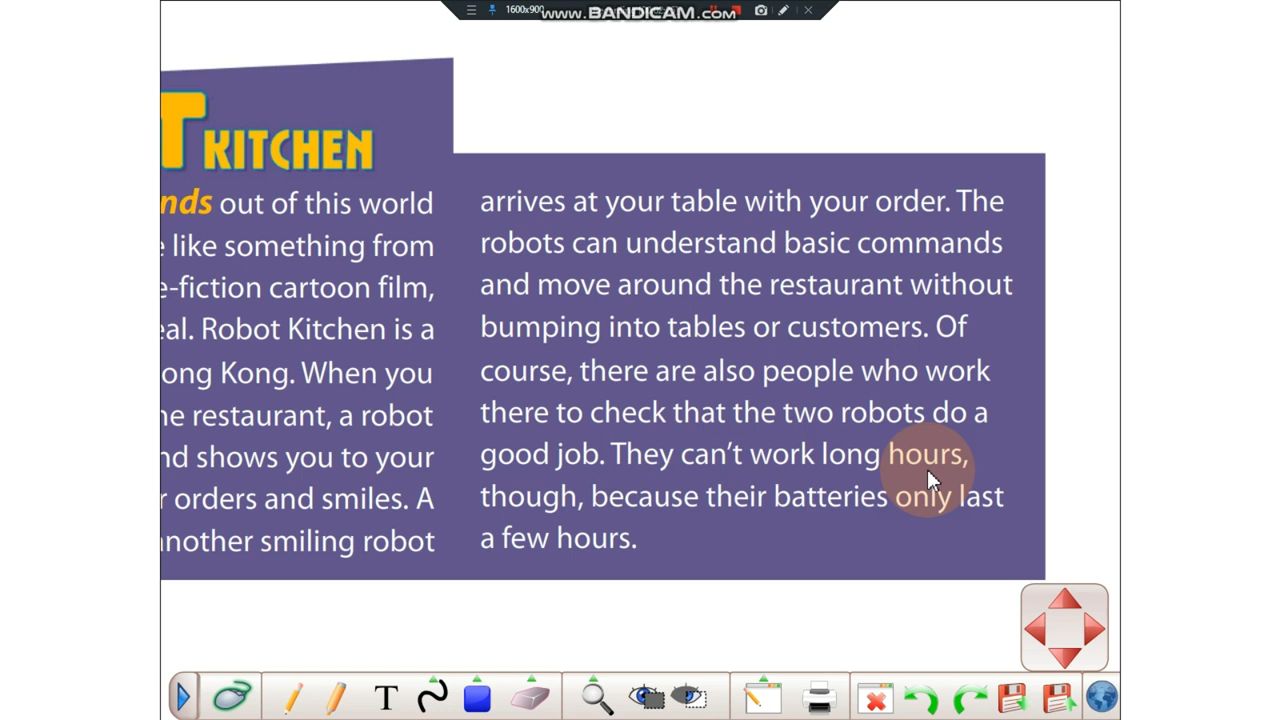 1600x900
www.BANDICAM.com
T KITCHEN
nds out of this world
like something from
e-fiction cartoon film,
eal. Robot Kitchen is a
ong Kong. When you
he restaurant, a robot
nd shows you to your
r orders and smiles. A
another smiling robot
arrives at your table with your order. The
robots can understand basic commands
and move around the restaurant without
bumping into tables or customers. Of
course, there are also people who work
there to check that the two robots do a
good job. They can't work long hours,
though, because their batteries only last
a few hours.
T